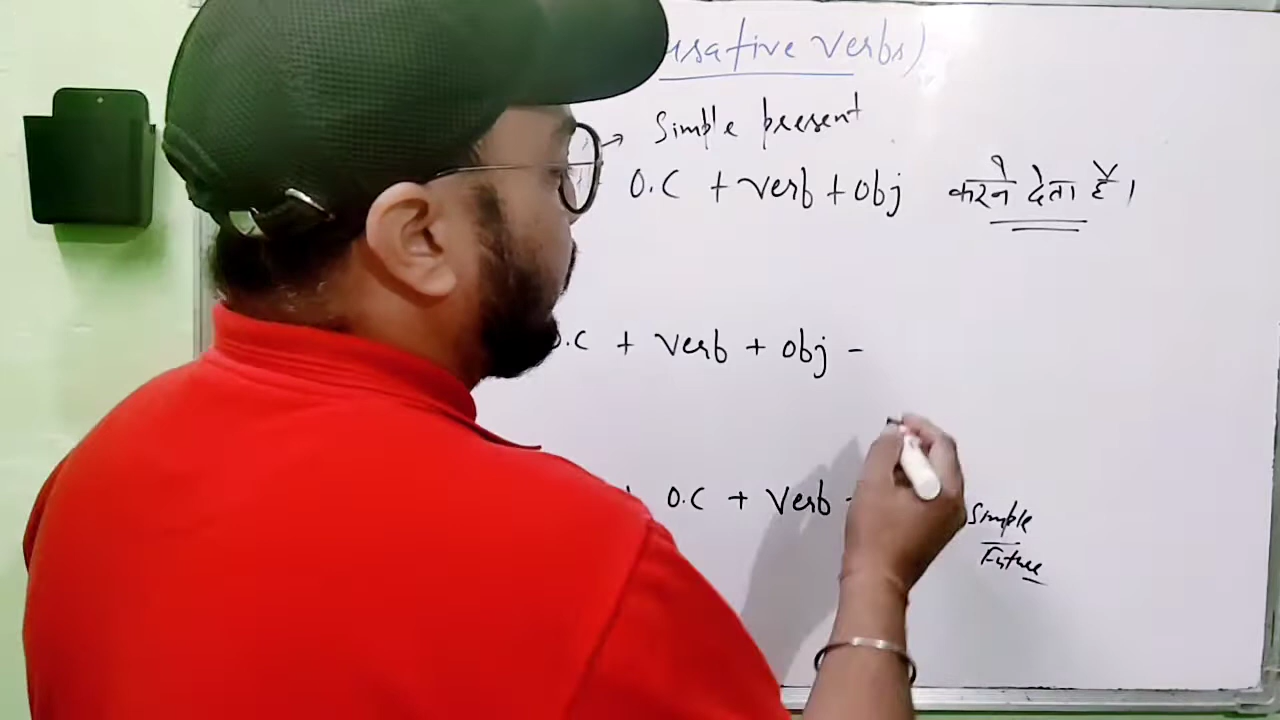 usative Verbs)
→ Simple present
O.C + Verb + Obj करने देता है।
O.C + Verb + Obj -
O.C + Verb
Simple
Future